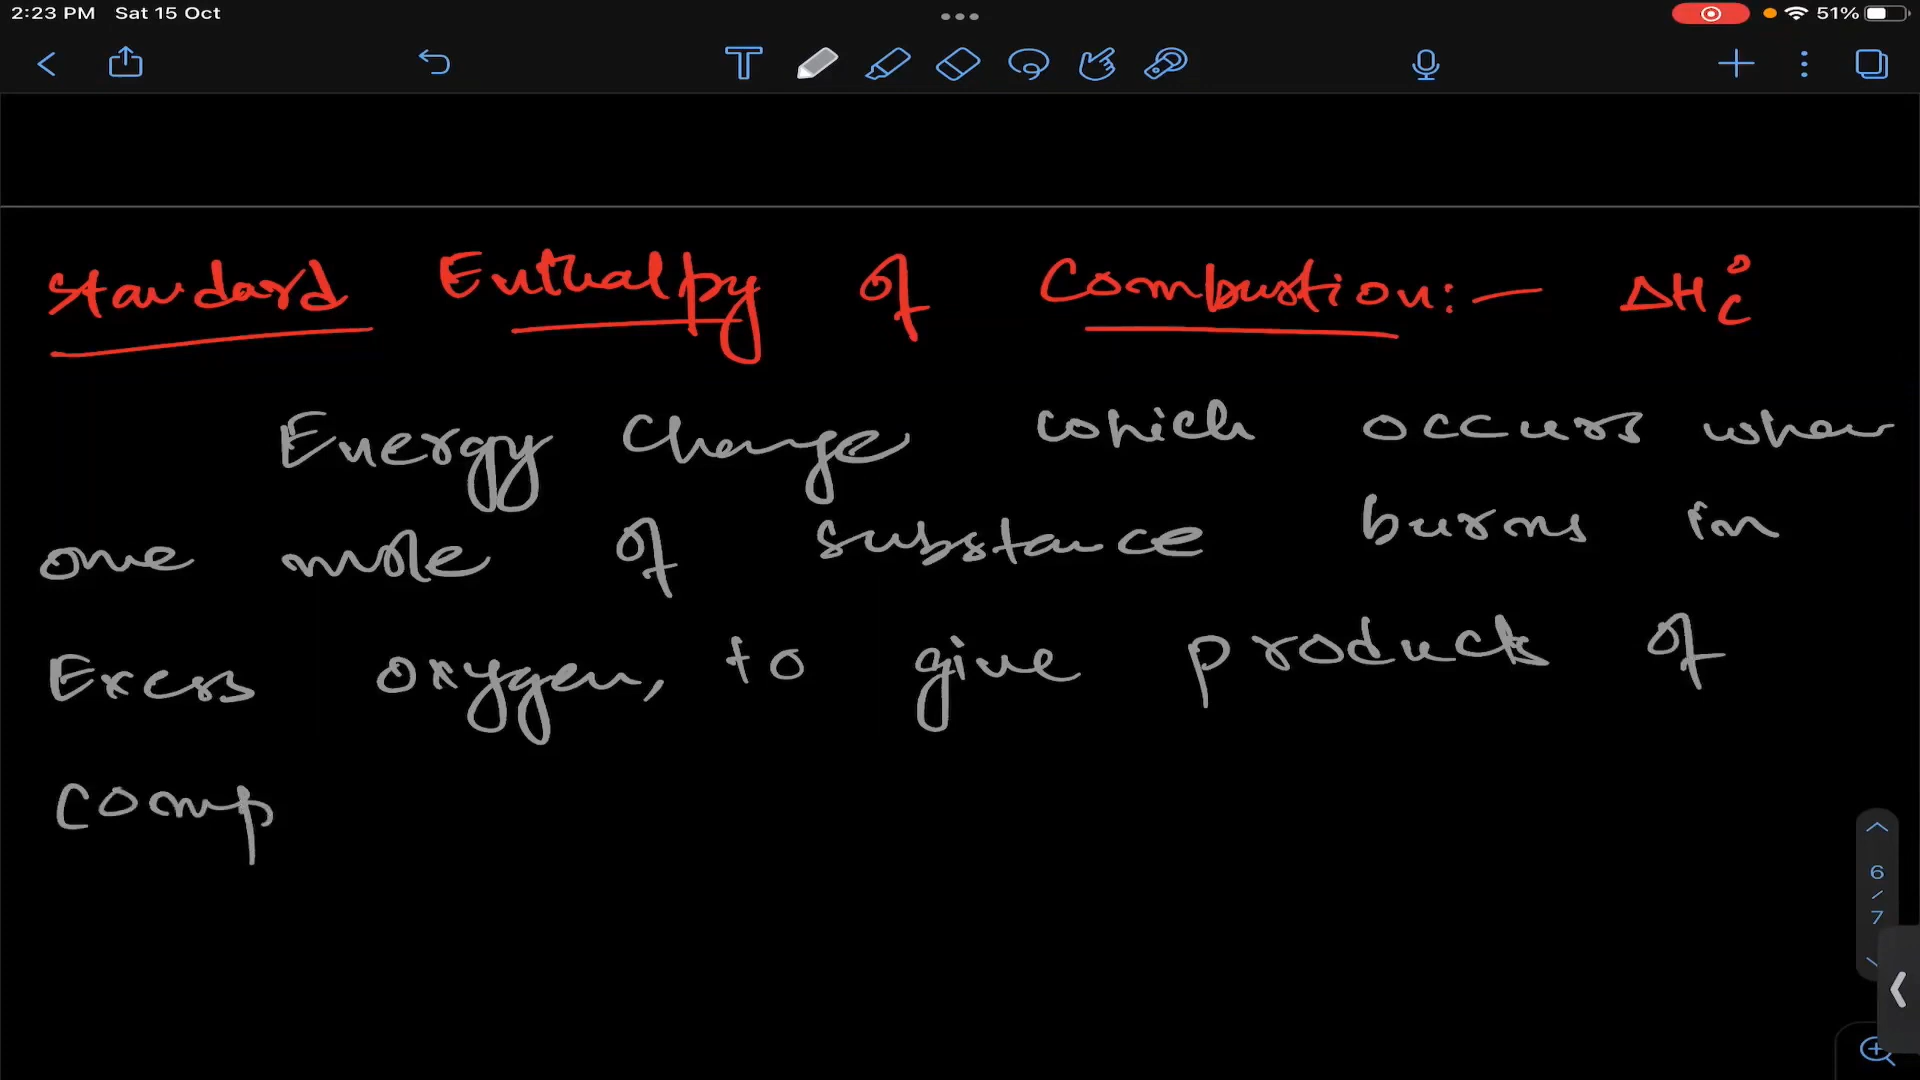 2:23 PM Sat 15 Oct
51%
Standard Enthalpy of Combustion:— ΔH°c
Energy Change which occurs when
one mole of substance burns in
Excess oxygen, to give products of
comp
6
/
7